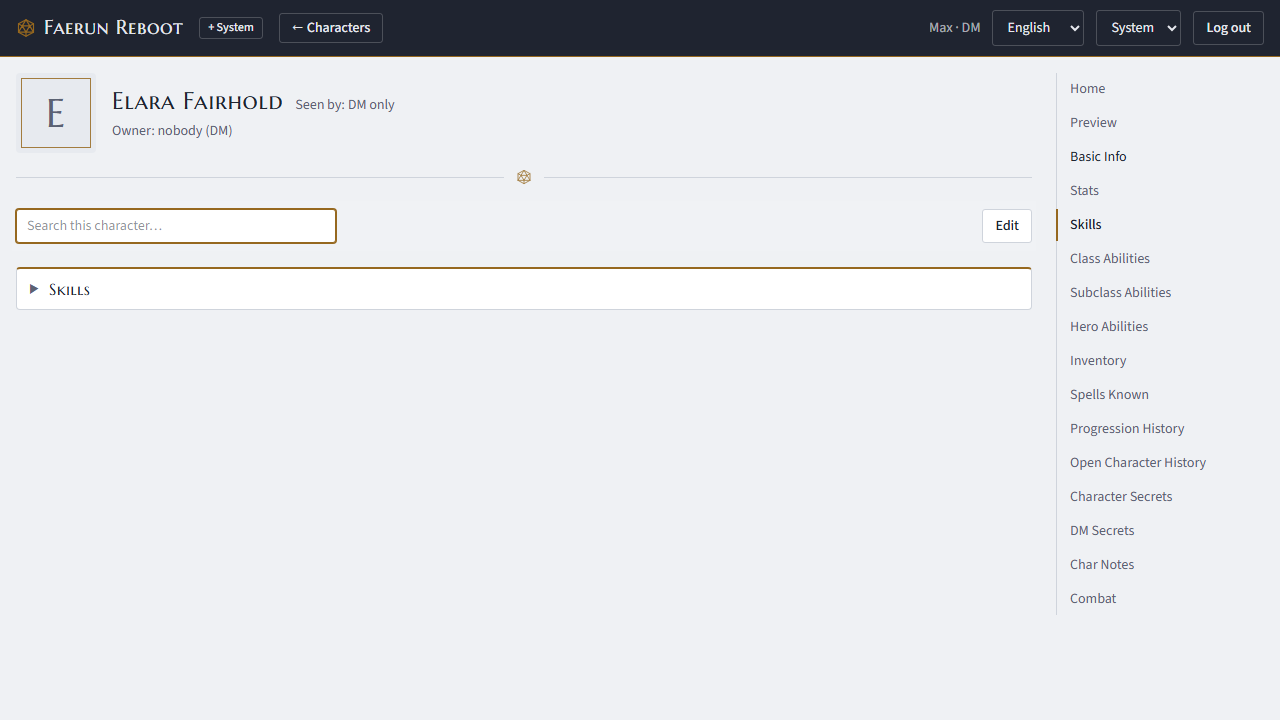 Faerun Reboot
+ System
← Characters
Max · DM
English
System
Log out
E
Elara Fairhold
Seen by: DM only
Owner: nobody (DM)
Search this character…
Edit
Skills
Home
Preview
Basic Info
Stats
Skills
Class Abilities
Subclass Abilities
Hero Abilities
Inventory
Spells Known
Progression History
Open Character History
Character Secrets
DM Secrets
Char Notes
Combat